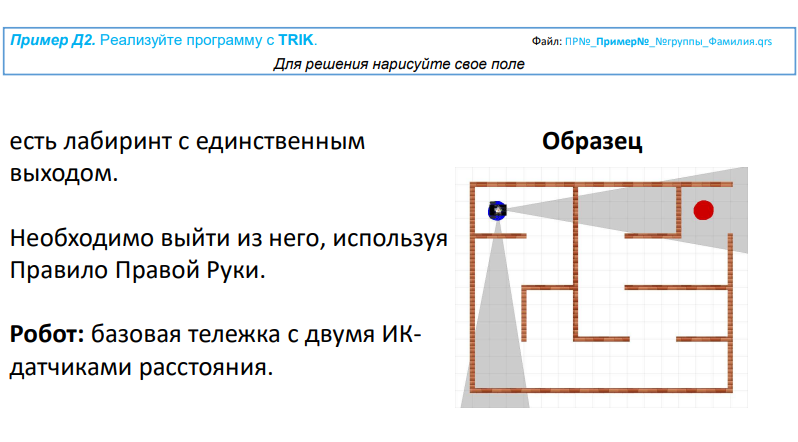 Пример Д2. Реализуйте программу с TRIK.
Файл: ПР№_Пример№_№группы_Фамилия.qrs
Для решения нарисуйте свое поле
есть лабиринт с единственным
выходом.
Необходимо выйти из него, используя
Правило Правой Руки.
Робот: базовая тележка с двумя ИК-
датчиками расстояния.
Образец